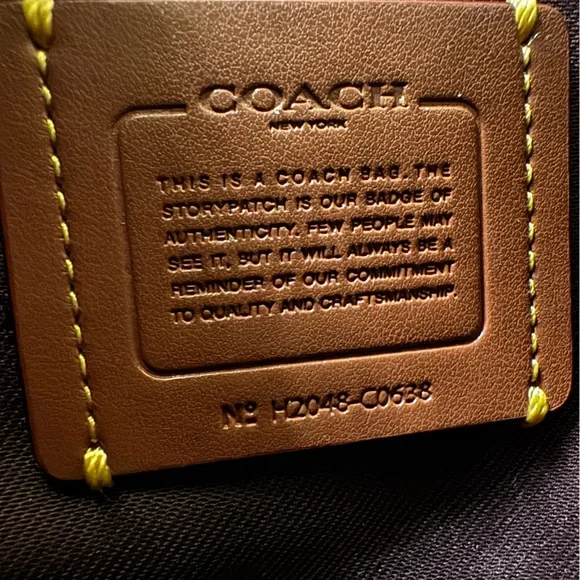 COACH
NEW YORK
THIS IS A COACH BAG. THE
STORYPATCH IS OUR BADGE OF
AUTHENTICITY. FEW PEOPLE MAY
SEE IT, BUT IT WILL ALWAYS BE A
REMINDER OF OUR COMMITMENT
TO QUALITY AND CRAFTSMANSHIP.
Nº H2048-C0638